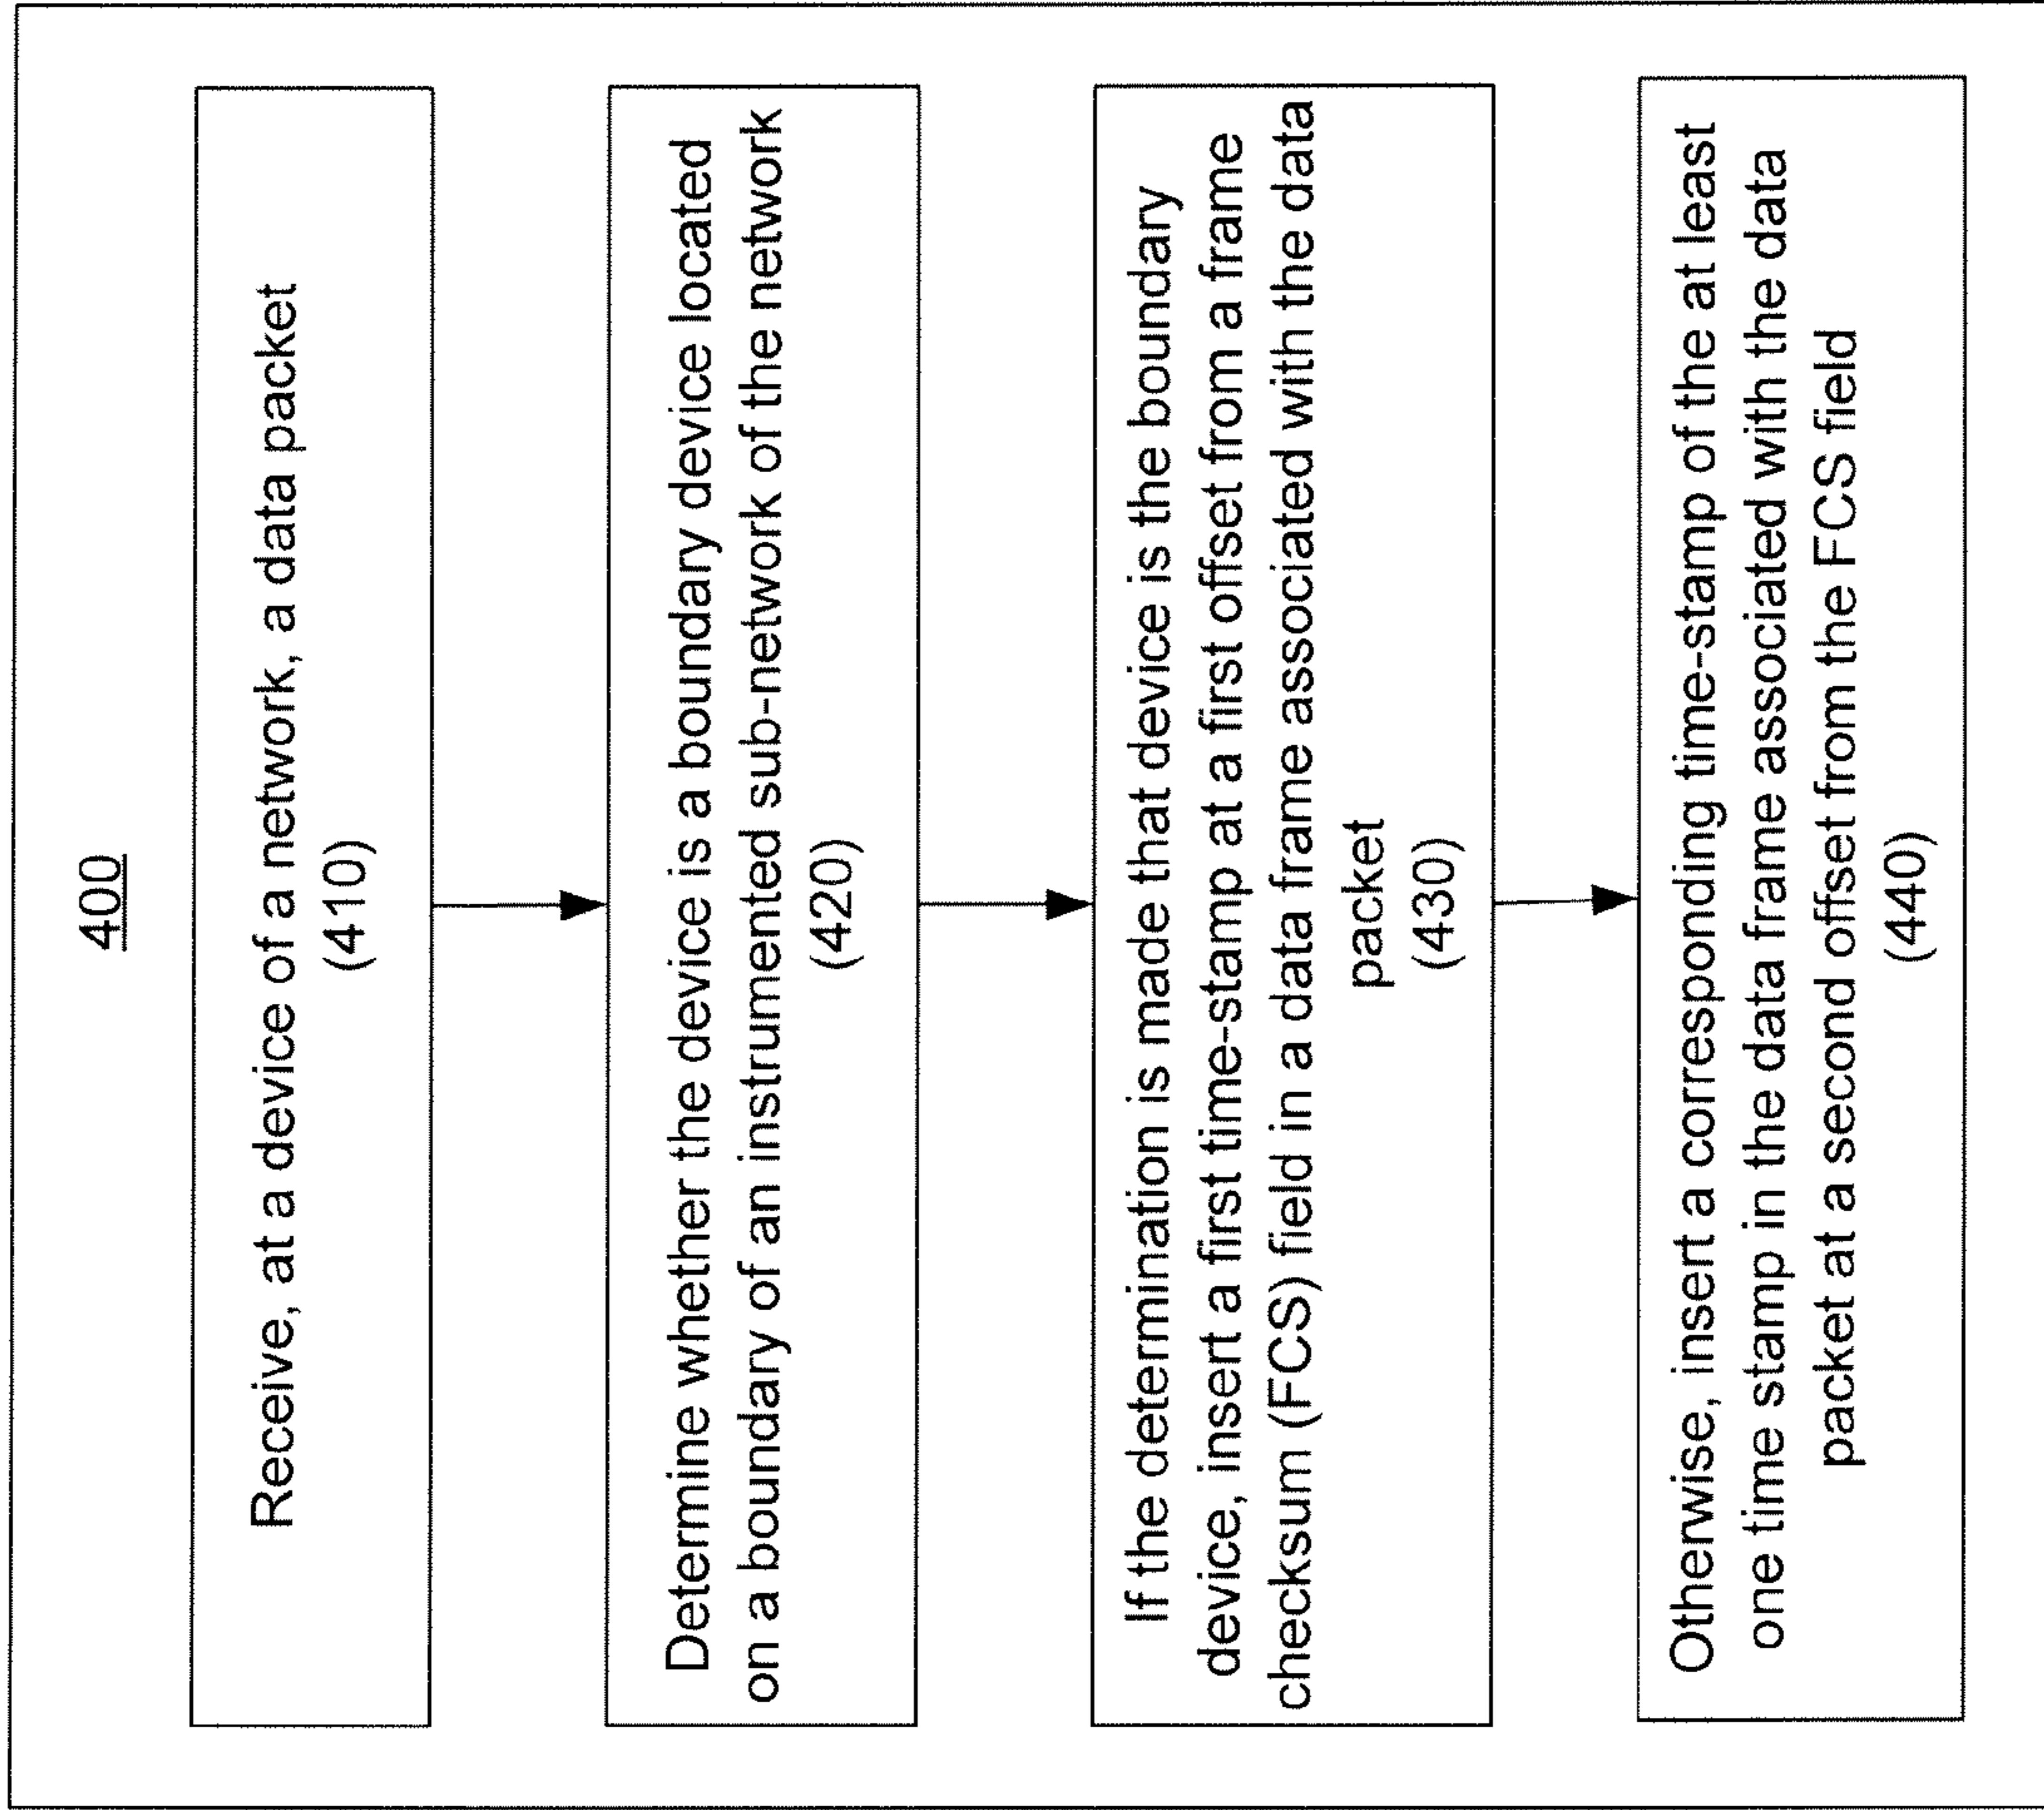 400
Receive, at a device of a network, a data packet
(410)
Determine whether the device is a boundary device located
on a boundary of an instrumented sub-network of the network
(420)
If the determination is made that device is the boundary
device, insert a first time-stamp at a first offset from a frame
checksum (FCS) field in a data frame associated with the data
packet
(430)
Otherwise, insert a corresponding time-stamp of the at least
one time stamp in the data frame associated with the data
packet at a second offset from the FCS field
(440)